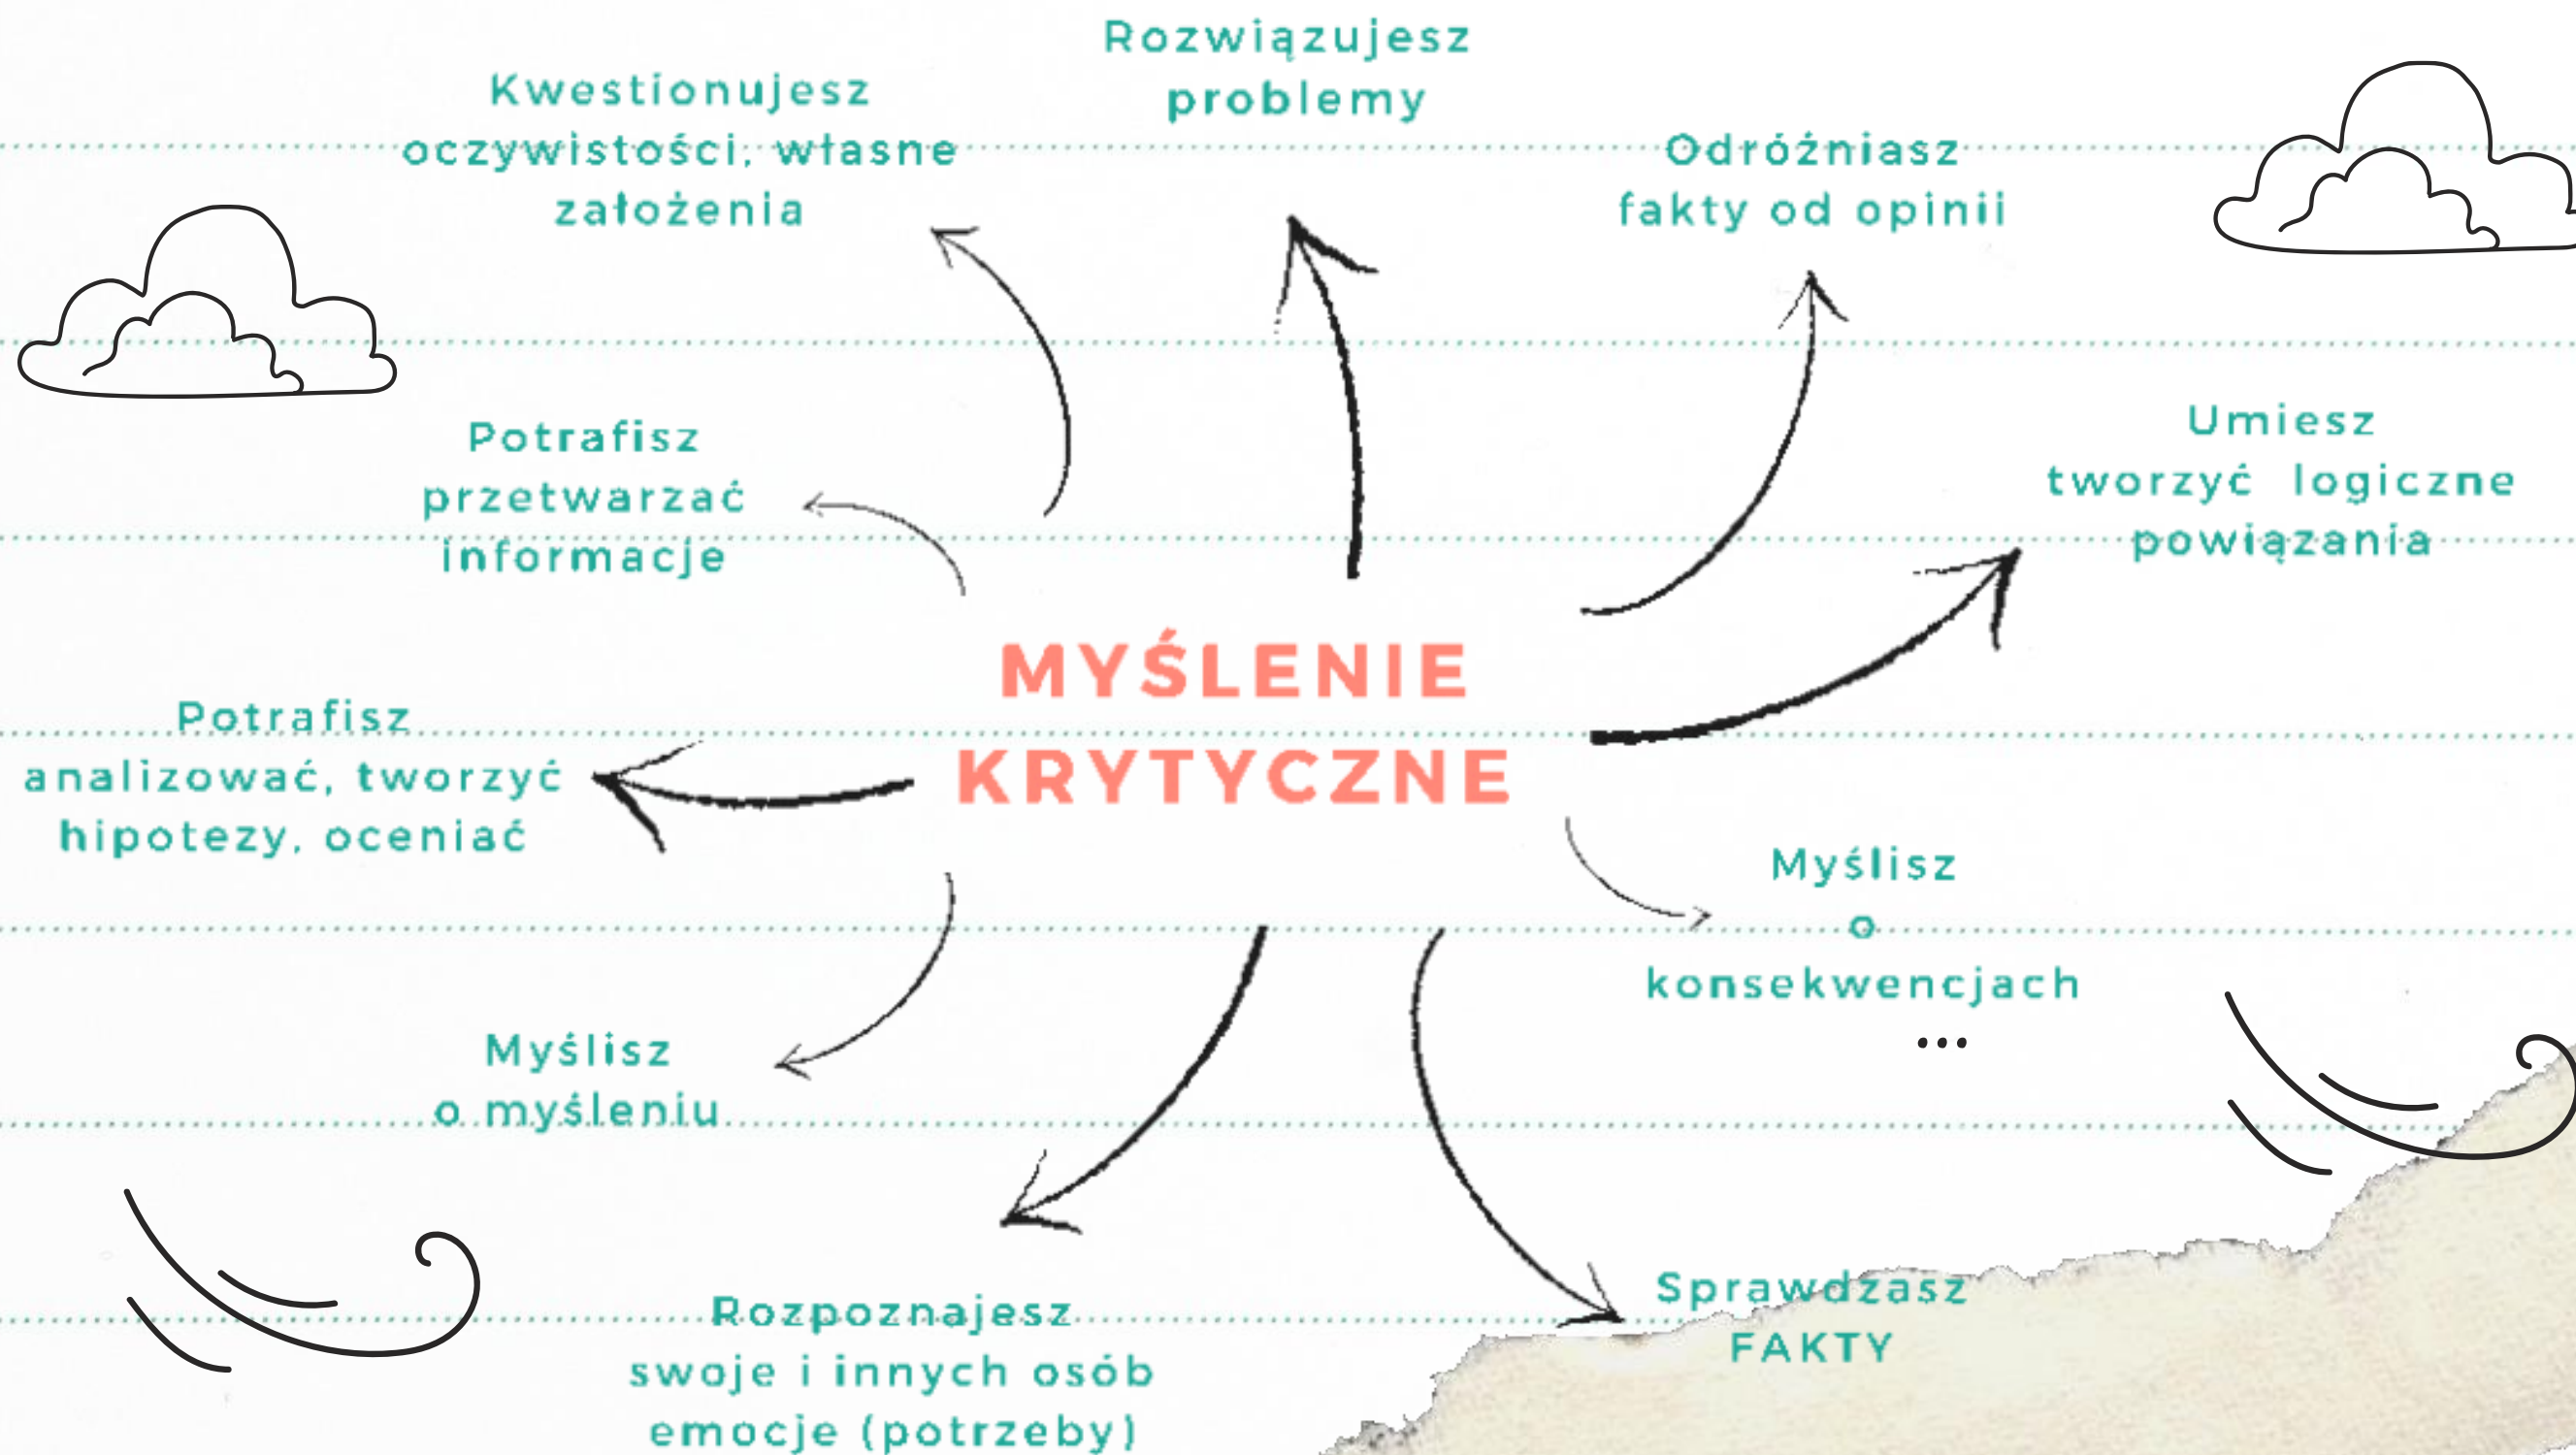 Rozwiązujesz
problemy
Kwestionujesz
oczywistości, własne
założenia
Odróżniasz
fakty od opinii
Potrafisz
przetwarzać
informacje
Umiesz
tworzyć logiczne
powiązania
MYŚLENIE
KRYTYCZNE
Potrafisz
analizować, tworzyć
hipotezy, oceniać
Myślisz
o
konsekwencjach
...
Myślisz
o myśleniu
Rozpoznajesz
swoje i innych osób
emocje (potrzeby)
Sprawdzasz
FAKTY